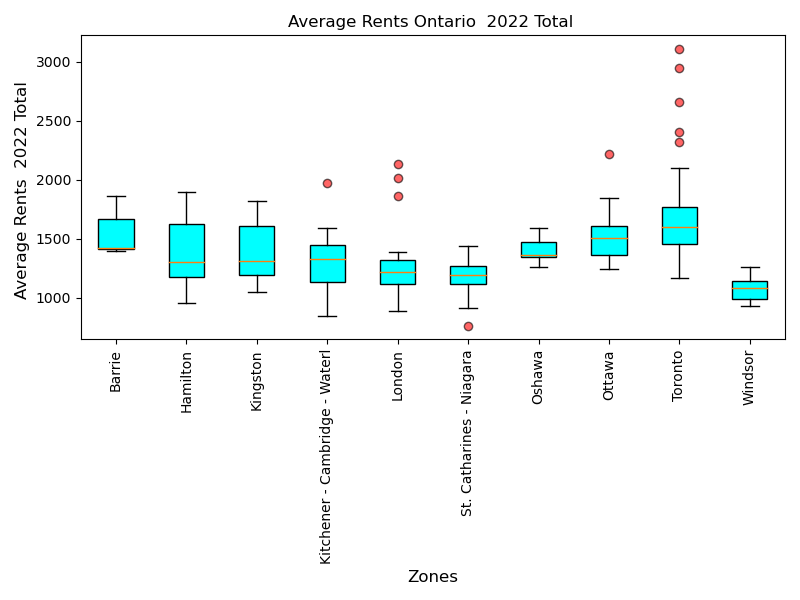 Average Rents Ontario  2022 Total
Average Rents  2022 Total
3000
2500
2000
1500
1000
Barrie
Hamilton
Kingston
Kitchener - Cambridge - Waterl
London
St. Catharines - Niagara
Oshawa
Ottawa
Toronto
Windsor
Zones